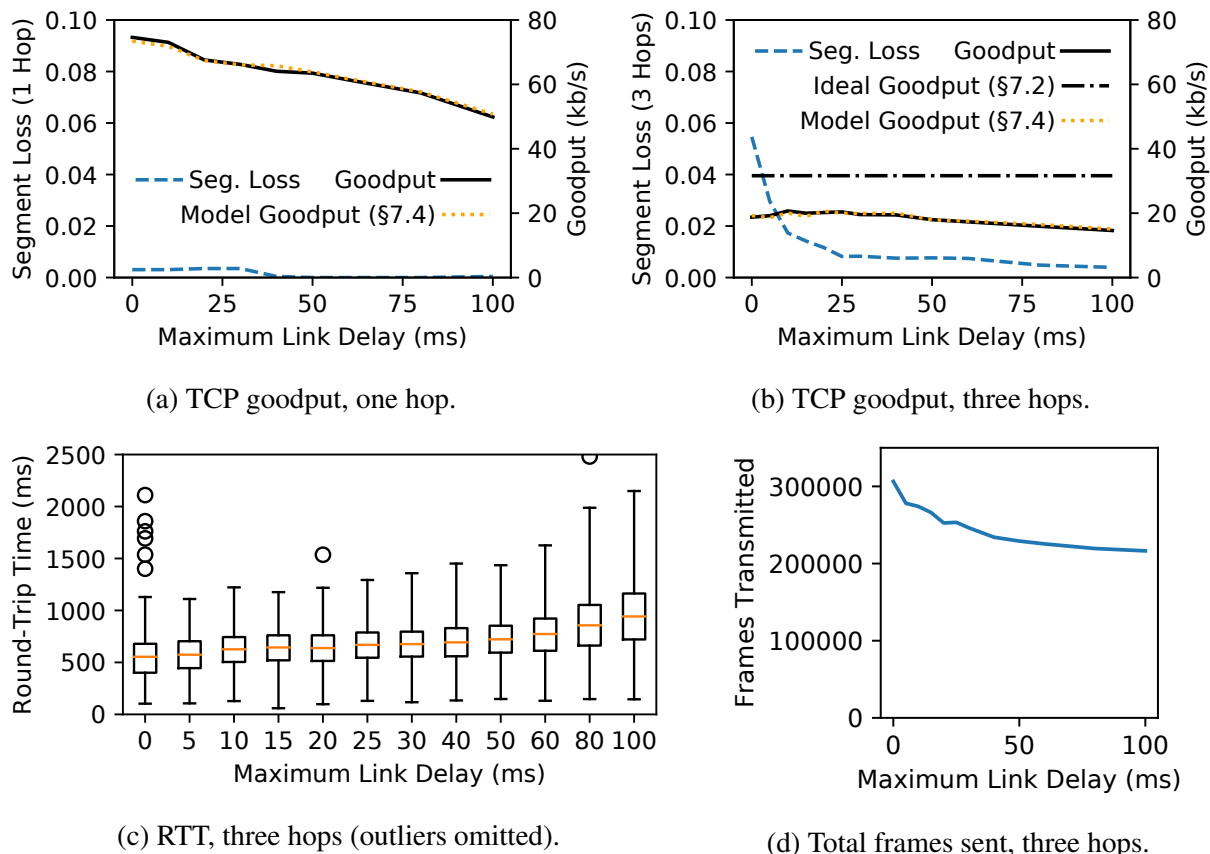 0.10
0.08
0.06
0.04
0.02
0.00
Segment Loss (1 Hop)
80
60
40
20
0
Goodput (kb/s)
Seg. Loss Goodput
Model Goodput (§7.4)
0 25 50 75 100
Maximum Link Delay (ms)
(a) TCP goodput, one hop.
0.10
0.08
0.06
0.04
0.02
0.00
Segment Loss (3 Hops)
80
60
40
20
0
Goodput (kb/s)
Seg. Loss Goodput
Ideal Goodput (§7.2)
Model Goodput (§7.4)
0 25 50 75 100
Maximum Link Delay (ms)
(b) TCP goodput, three hops.
2500
2000
1500
1000
500
0
Round-Trip Time (ms)
0 5 10 15 20 25 30 40 50 60 80 100
Maximum Link Delay (ms)
(c) RTT, three hops (outliers omitted).
300000
200000
100000
0
Frames Transmitted
0 50 100
Maximum Link Delay (ms)
(d) Total frames sent, three hops.